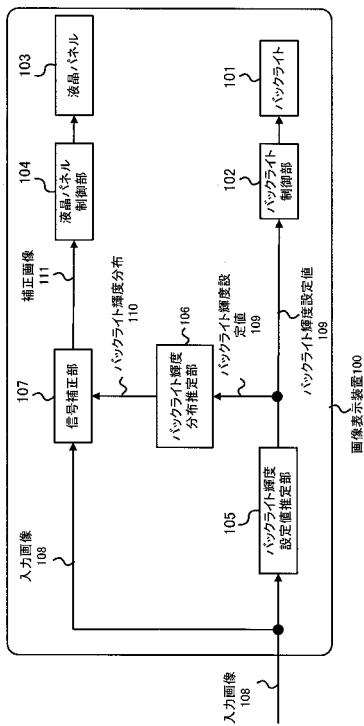 入力画像
108
入力画像
108
105
バックライト輝度
設定値推定部
107
信号補正部
バックライト輝度分布
110
106
バックライト輝度
分布推定部
バックライト輝度設
定値
109
補正画像
111
104
液晶パネル
制御部
103
液晶パネル
バックライト輝度設定値
109
102
バックライト
制御部
101
バックライト
画像表示装置100